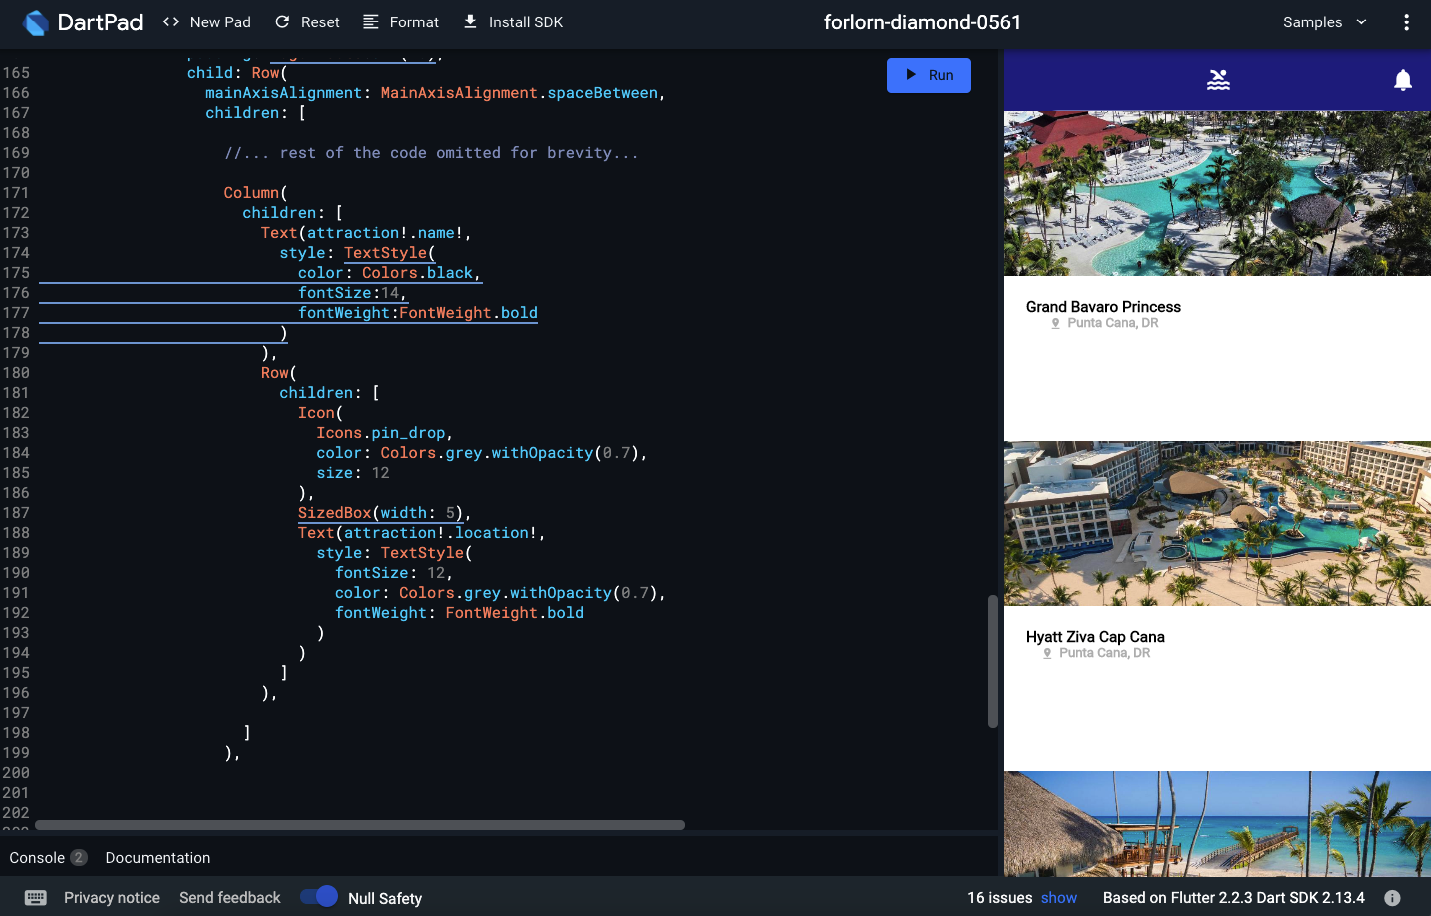 DartPad
<> New Pad
Reset
Format
Install SDK
forlorn-diamond-0561
Samples
165 child: Row(
166 mainAxisAlignment: MainAxisAlignment.spaceBetween,
167 children: [
168
169 //... rest of the code omitted for brevity...
170
171 Column(
172 children: [
173 Text(attraction!.name!,
174 style: TextStyle(
175 color: Colors.black,
176 fontSize:14,
177 fontWeight:FontWeight.bold
178 )
179 ),
180 Row(
181 children: [
182 Icon(
183 Icons.pin_drop,
184 color: Colors.grey.withOpacity(0.7),
185 size: 12
186 ),
187 SizedBox(width: 5),
188 Text(attraction!.location!,
189 style: TextStyle(
190 fontSize: 12,
191 color: Colors.grey.withOpacity(0.7),
192 fontWeight: FontWeight.bold
193 )
194 )
195 ]
196 ),
197
198 ]
199 ),
200
201
202
Run
Grand Bavaro Princess
Punta Cana, DR
Hyatt Ziva Cap Cana
Punta Cana, DR
Console 2
Documentation
Privacy notice
Send feedback
Null Safety
16 issues show
Based on Flutter 2.2.3 Dart SDK 2.13.4